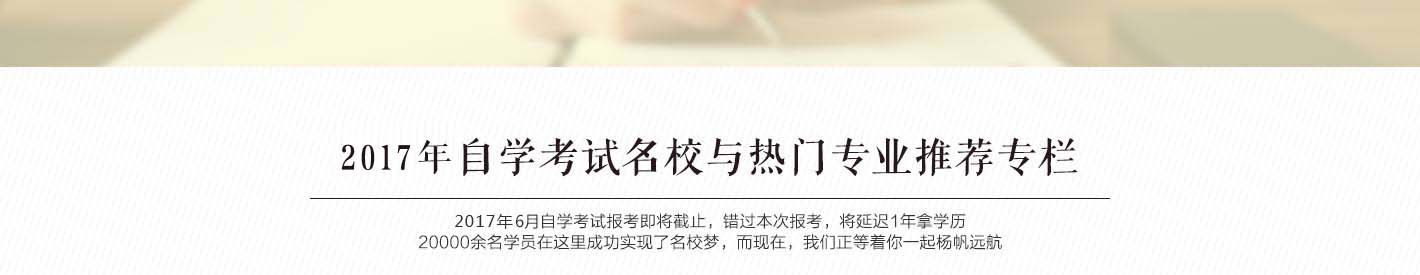 2017年自学考试名校与热门专业推荐专栏
2017年6月自学考试报考即将截止，错过本次报考，将延迟1年拿学历
20000余名学员在这里成功实现了名校梦，而现在，我们正等着你一起杨帆远航